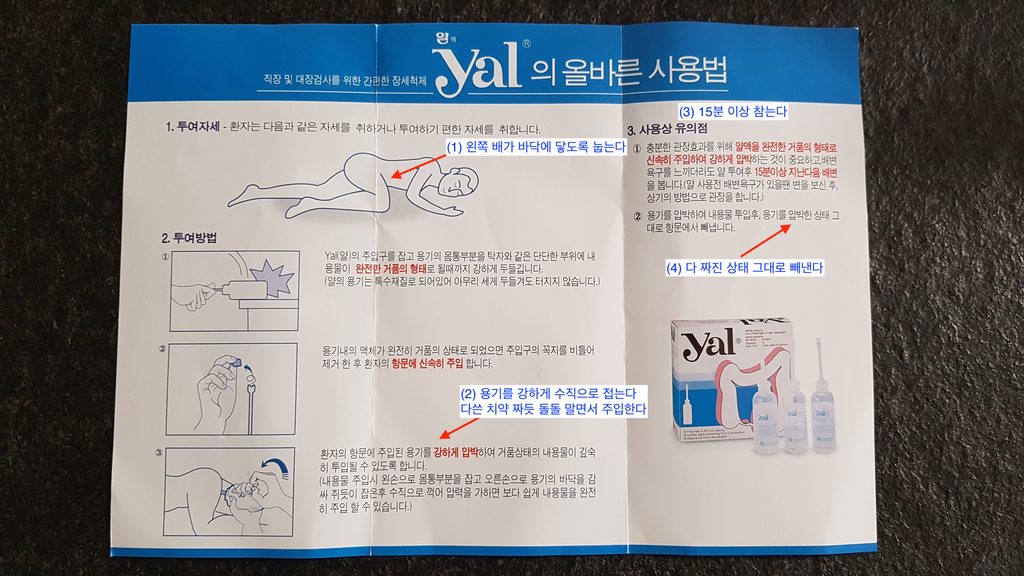 얄액
직장 및 대장검사를 위한 간편한 장세척제 yal® 의 올바른 사용법
1. 투여자세 - 환자는 다음과 같은 자세를 취하거나 투여하기 편한 자세를 취합니다.
(1) 왼쪽 배가 바닥에 닿도록 눕는다
2. 투여방법
①
Yal(얄)의 주입구를 잡고 용기의 몸통부분을 탁자와 같은 단단한 부위에 내
용물이 완전한 거품의 형태로 될때까지 강하게 두들깁니다.
(얄의 용기는 특수재질로 되어있어 아무리 세게 두들겨도 터지지 않습니다.)
②
용기내의 액체가 완전히 거품의 상태로 되었으면 주입구의 꼭지를 비틀어
제거 한 후 환자의 항문에 신속히 주입 합니다.
(2) 용기를 강하게 수직으로 접는다
다쓴 치약 짜듯 돌돌 말면서 주입한다
③
환자의 항문에 주입된 용기를 강하게 압박하여 거품상태의 내용물이 깊숙
히 투입될 수 있도록 합니다.
(내용물 주입시 왼손으로 몸통부분을 잡고 오른손으로 용기의 바닥을 감
싸 쥐듯이 잡은후 수직으로 꺾어 압력을 가하면 보다 쉽게 내용물을 완전
히 주입 할 수 있습니다.)
(3) 15분 이상 참는다
3. 사용상 유의점
① 충분한 관장효과를 위해 얄액을 완전한 거품의 형태로
신속히 주입하여 강하게 압박하는 것이 중요하고,배변
욕구를 느끼더라도 얄 투여후 15분이상 지난다음 배변
을 봅니다.(얄 사용전 배변욕구가 있을땐 변을 보신 후,
상기의 방법으로 관장을 합니다.)
② 용기를 압박하여 내용물 투입후, 용기를 압박한 상태 그
대로 항문에서 빼냅니다.
(4) 다 짜진 상태 그대로 빼낸다
yal®
yal
yal
yal